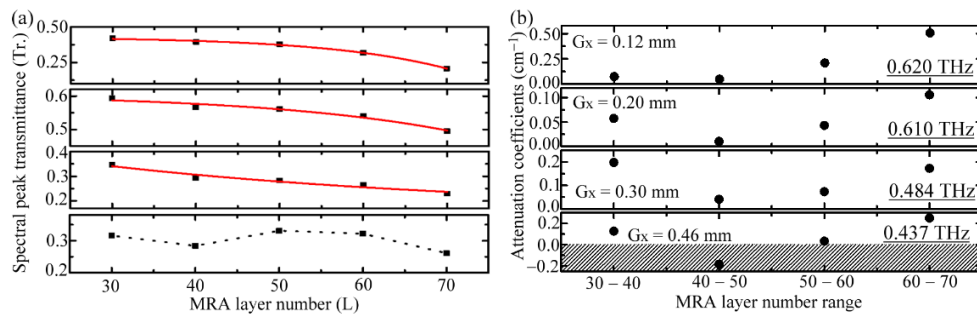 (a)
Spectral peak transmittance (Tr.)
0.50
0.25
0.6
0.5
0.4
0.3
0.2
0.3
0.2
30 40 50 60 70
MRA layer number (L)
(b)
Attenuation coefficients (cm⁻¹)
0.50
0.25
0.00
Gx = 0.12 mm
0.620 THz
0.10
0.05
0.00
Gx = 0.20 mm
0.610 THz
0.2
0.1
0.0
Gx = 0.30 mm
0.484 THz
0.2
0.0
−0.2
Gx = 0.46 mm
0.437 THz
30 – 40 40 – 50 50 – 60 60 – 70
MRA layer number range